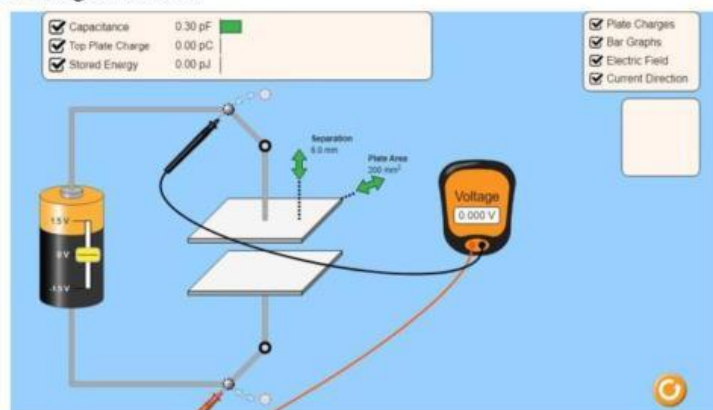 Capacitance 0.30 pF
Top Plate Charge 0.00 pC
Stored Energy 0.00 pJ
Plate Charges
Bar Graphs
Electric Field
Current Direction
Separation
6.0 mm
Plate Area
200 mm²
Voltage
0.000 V
1.5 V
0 V
-1.5 V